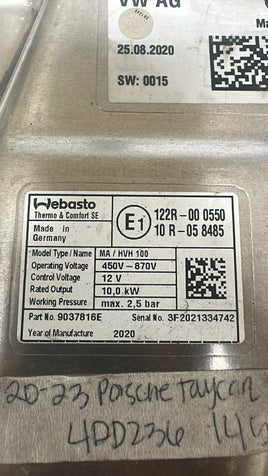 VW AG
Ma
25.08.2020
SW: 0015
Webasto
Thermo & Comfort SE
Made in
Germany
E1
122R-00 0550
10 R-05 8485
Model Type / Name MA / HVH 100
Operating Voltage 450V-870V
Control Voltage 12 V
Rated Output 10,0 kW
Working Pressure max. 2,5 bar
Part No. 9037816E Serial No. 3F2021334742
Year of Manufacture 2020
20-23 Porsche Taycan
4DD236 14G